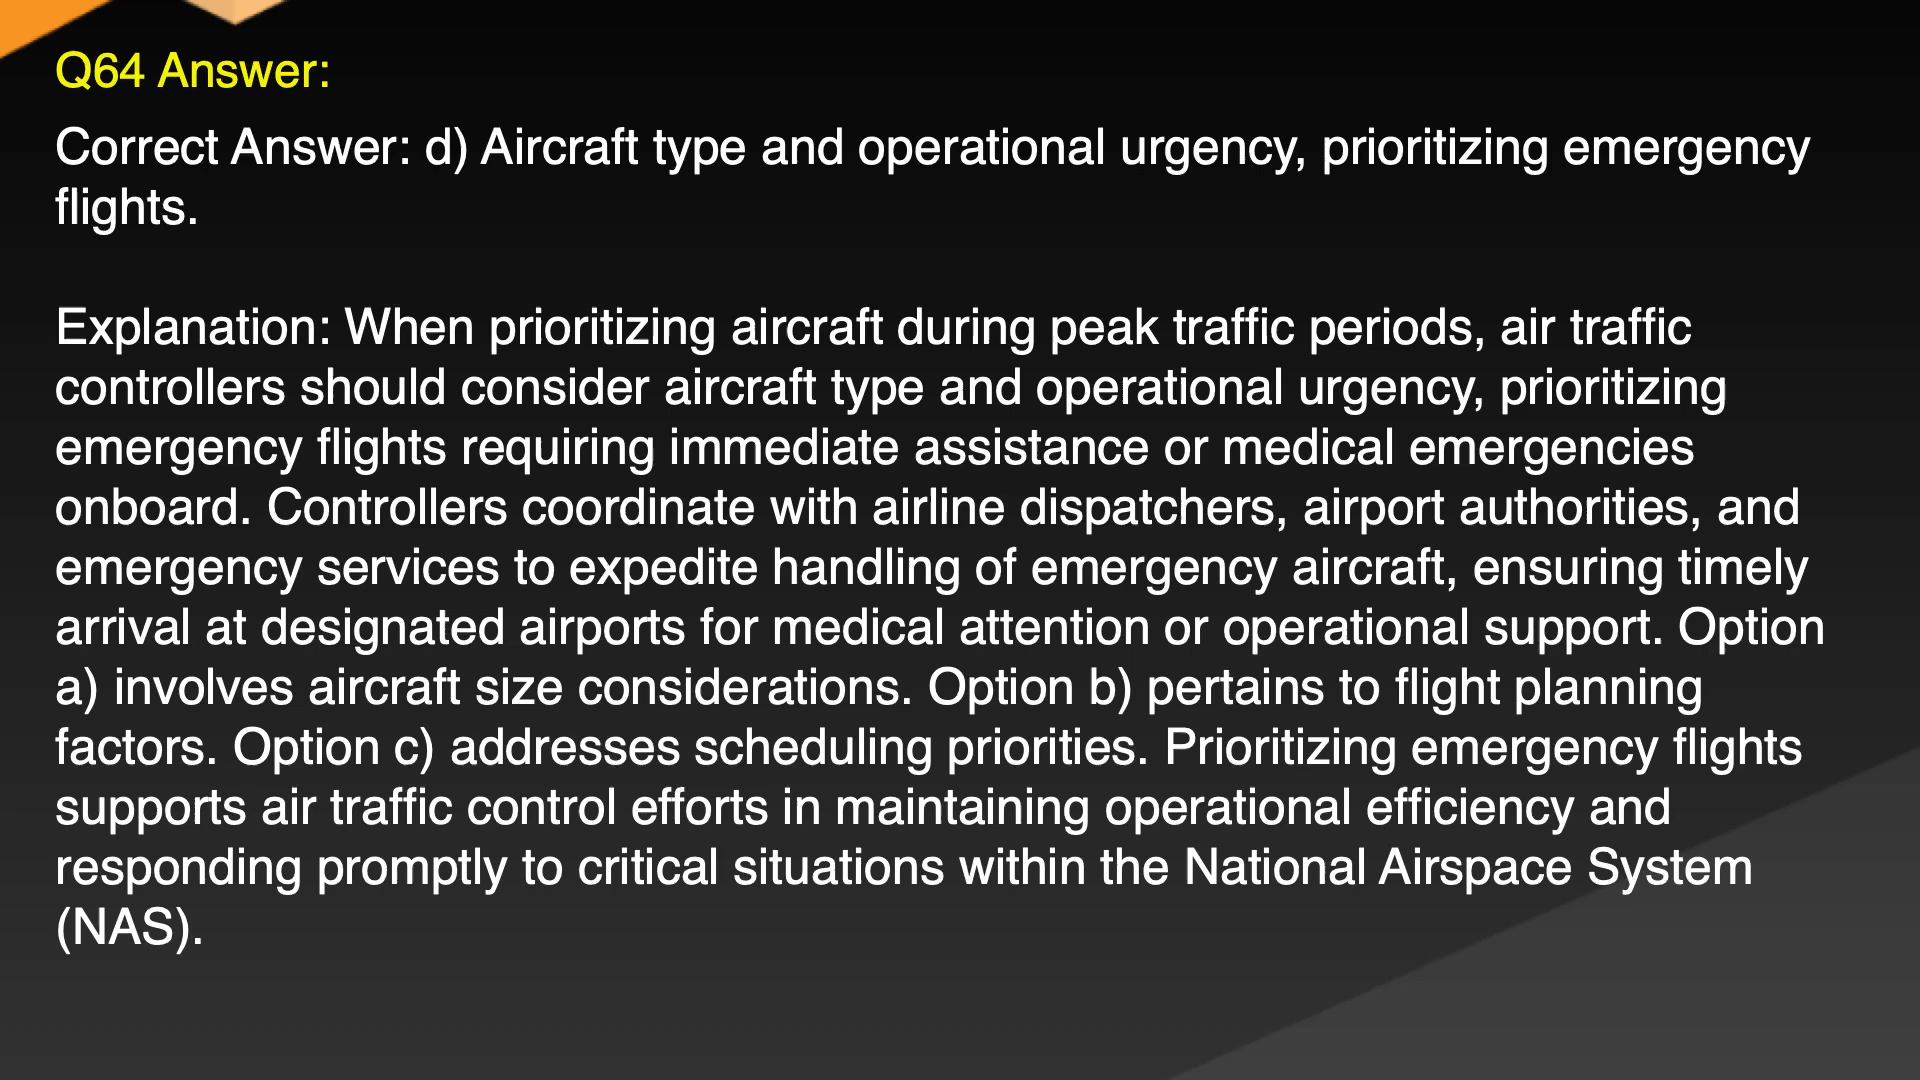 Q64 Answer:
Correct Answer: d) Aircraft type and operational urgency, prioritizing emergency
flights.
Explanation: When prioritizing aircraft during peak traffic periods, air traffic
controllers should consider aircraft type and operational urgency, prioritizing
emergency flights requiring immediate assistance or medical emergencies
onboard. Controllers coordinate with airline dispatchers, airport authorities, and
emergency services to expedite handling of emergency aircraft, ensuring timely
arrival at designated airports for medical attention or operational support. Option
a) involves aircraft size considerations. Option b) pertains to flight planning
factors. Option c) addresses scheduling priorities. Prioritizing emergency flights
supports air traffic control efforts in maintaining operational efficiency and
responding promptly to critical situations within the National Airspace System
(NAS).